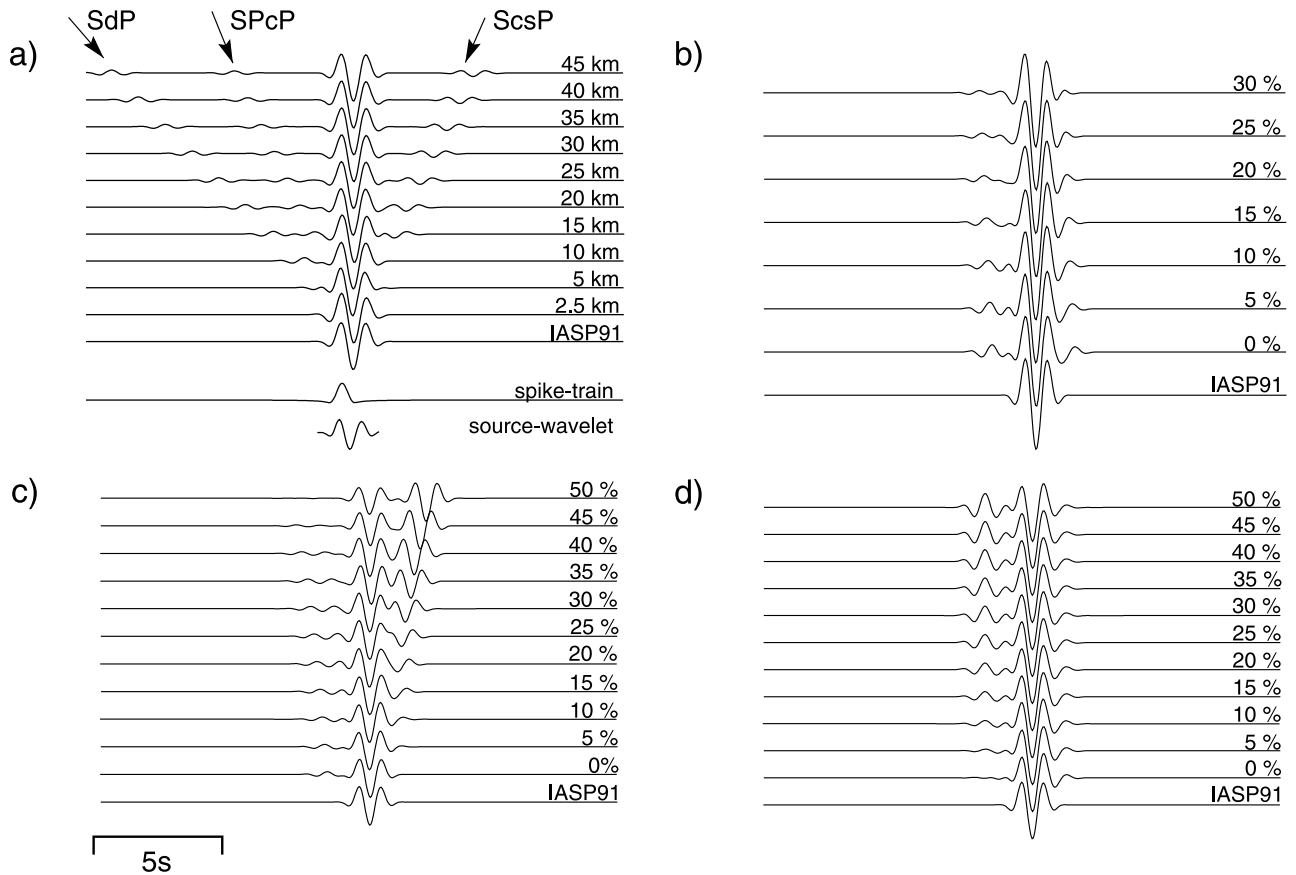 SdP SPcP ScsP
a)
45 km
40 km
35 km
30 km
25 km
20 km
15 km
10 km
5 km
2.5 km
IASP91
spike-train
source-wavelet
b)
30 %
25 %
20 %
15 %
10 %
5 %
0 %
IASP91
c)
50 %
45 %
40 %
35 %
30 %
25 %
20 %
15 %
10 %
5 %
0%
IASP91
5s
d)
50 %
45 %
40 %
35 %
30 %
25 %
20 %
15 %
10 %
5 %
0 %
IASP91